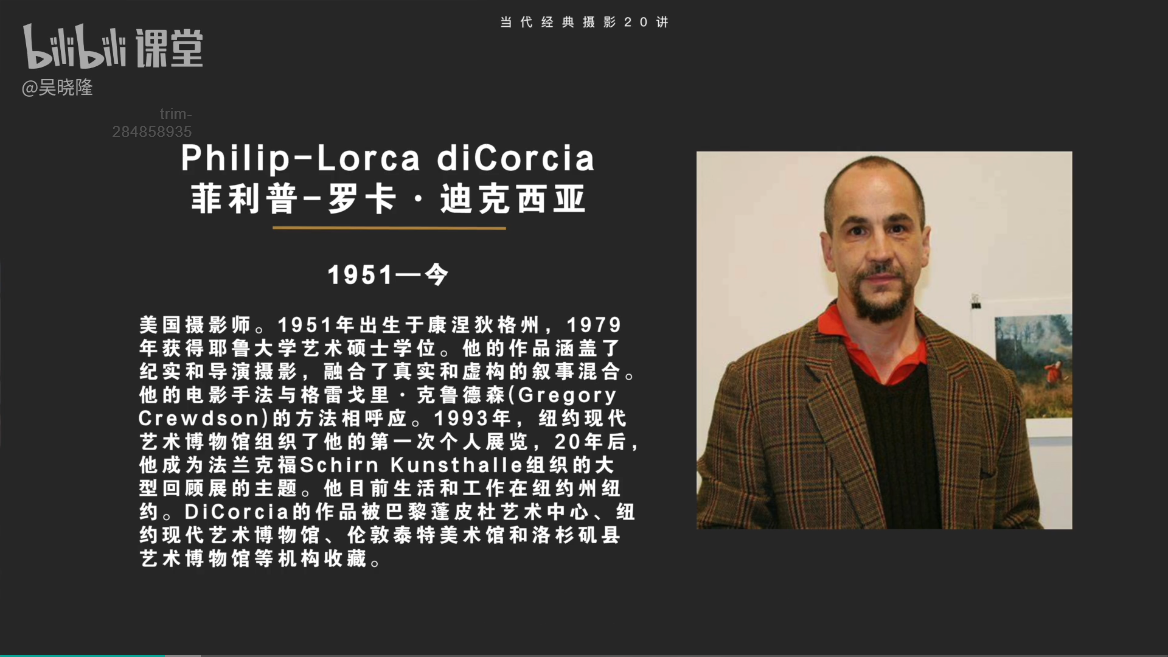 当代经典摄影20讲
bilibili 课堂
@吴晓隆
trim-
284858935
Philip-Lorca diCorcia
菲利普-罗卡·迪克西亚
1951—今
美国摄影师。1951年出生于康涅狄格州，1979
年获得耶鲁大学艺术硕士学位。他的作品涵盖了
纪实和导演摄影，融合了真实和虚构的叙事混合。
他的电影手法与格雷戈里·克鲁德森(Gregory
Crewdson)的方法相呼应。1993年，纽约现代
艺术博物馆组织了他的第一次个人展览，20年后，
他成为法兰克福Schirn Kunsthalle组织的大
型回顾展的主题。他目前生活和工作在纽约州纽
约。DiCorcia的作品被巴黎蓬皮杜艺术中心、纽
约现代艺术博物馆、伦敦泰特美术馆和洛杉矶县
艺术博物馆等机构收藏。